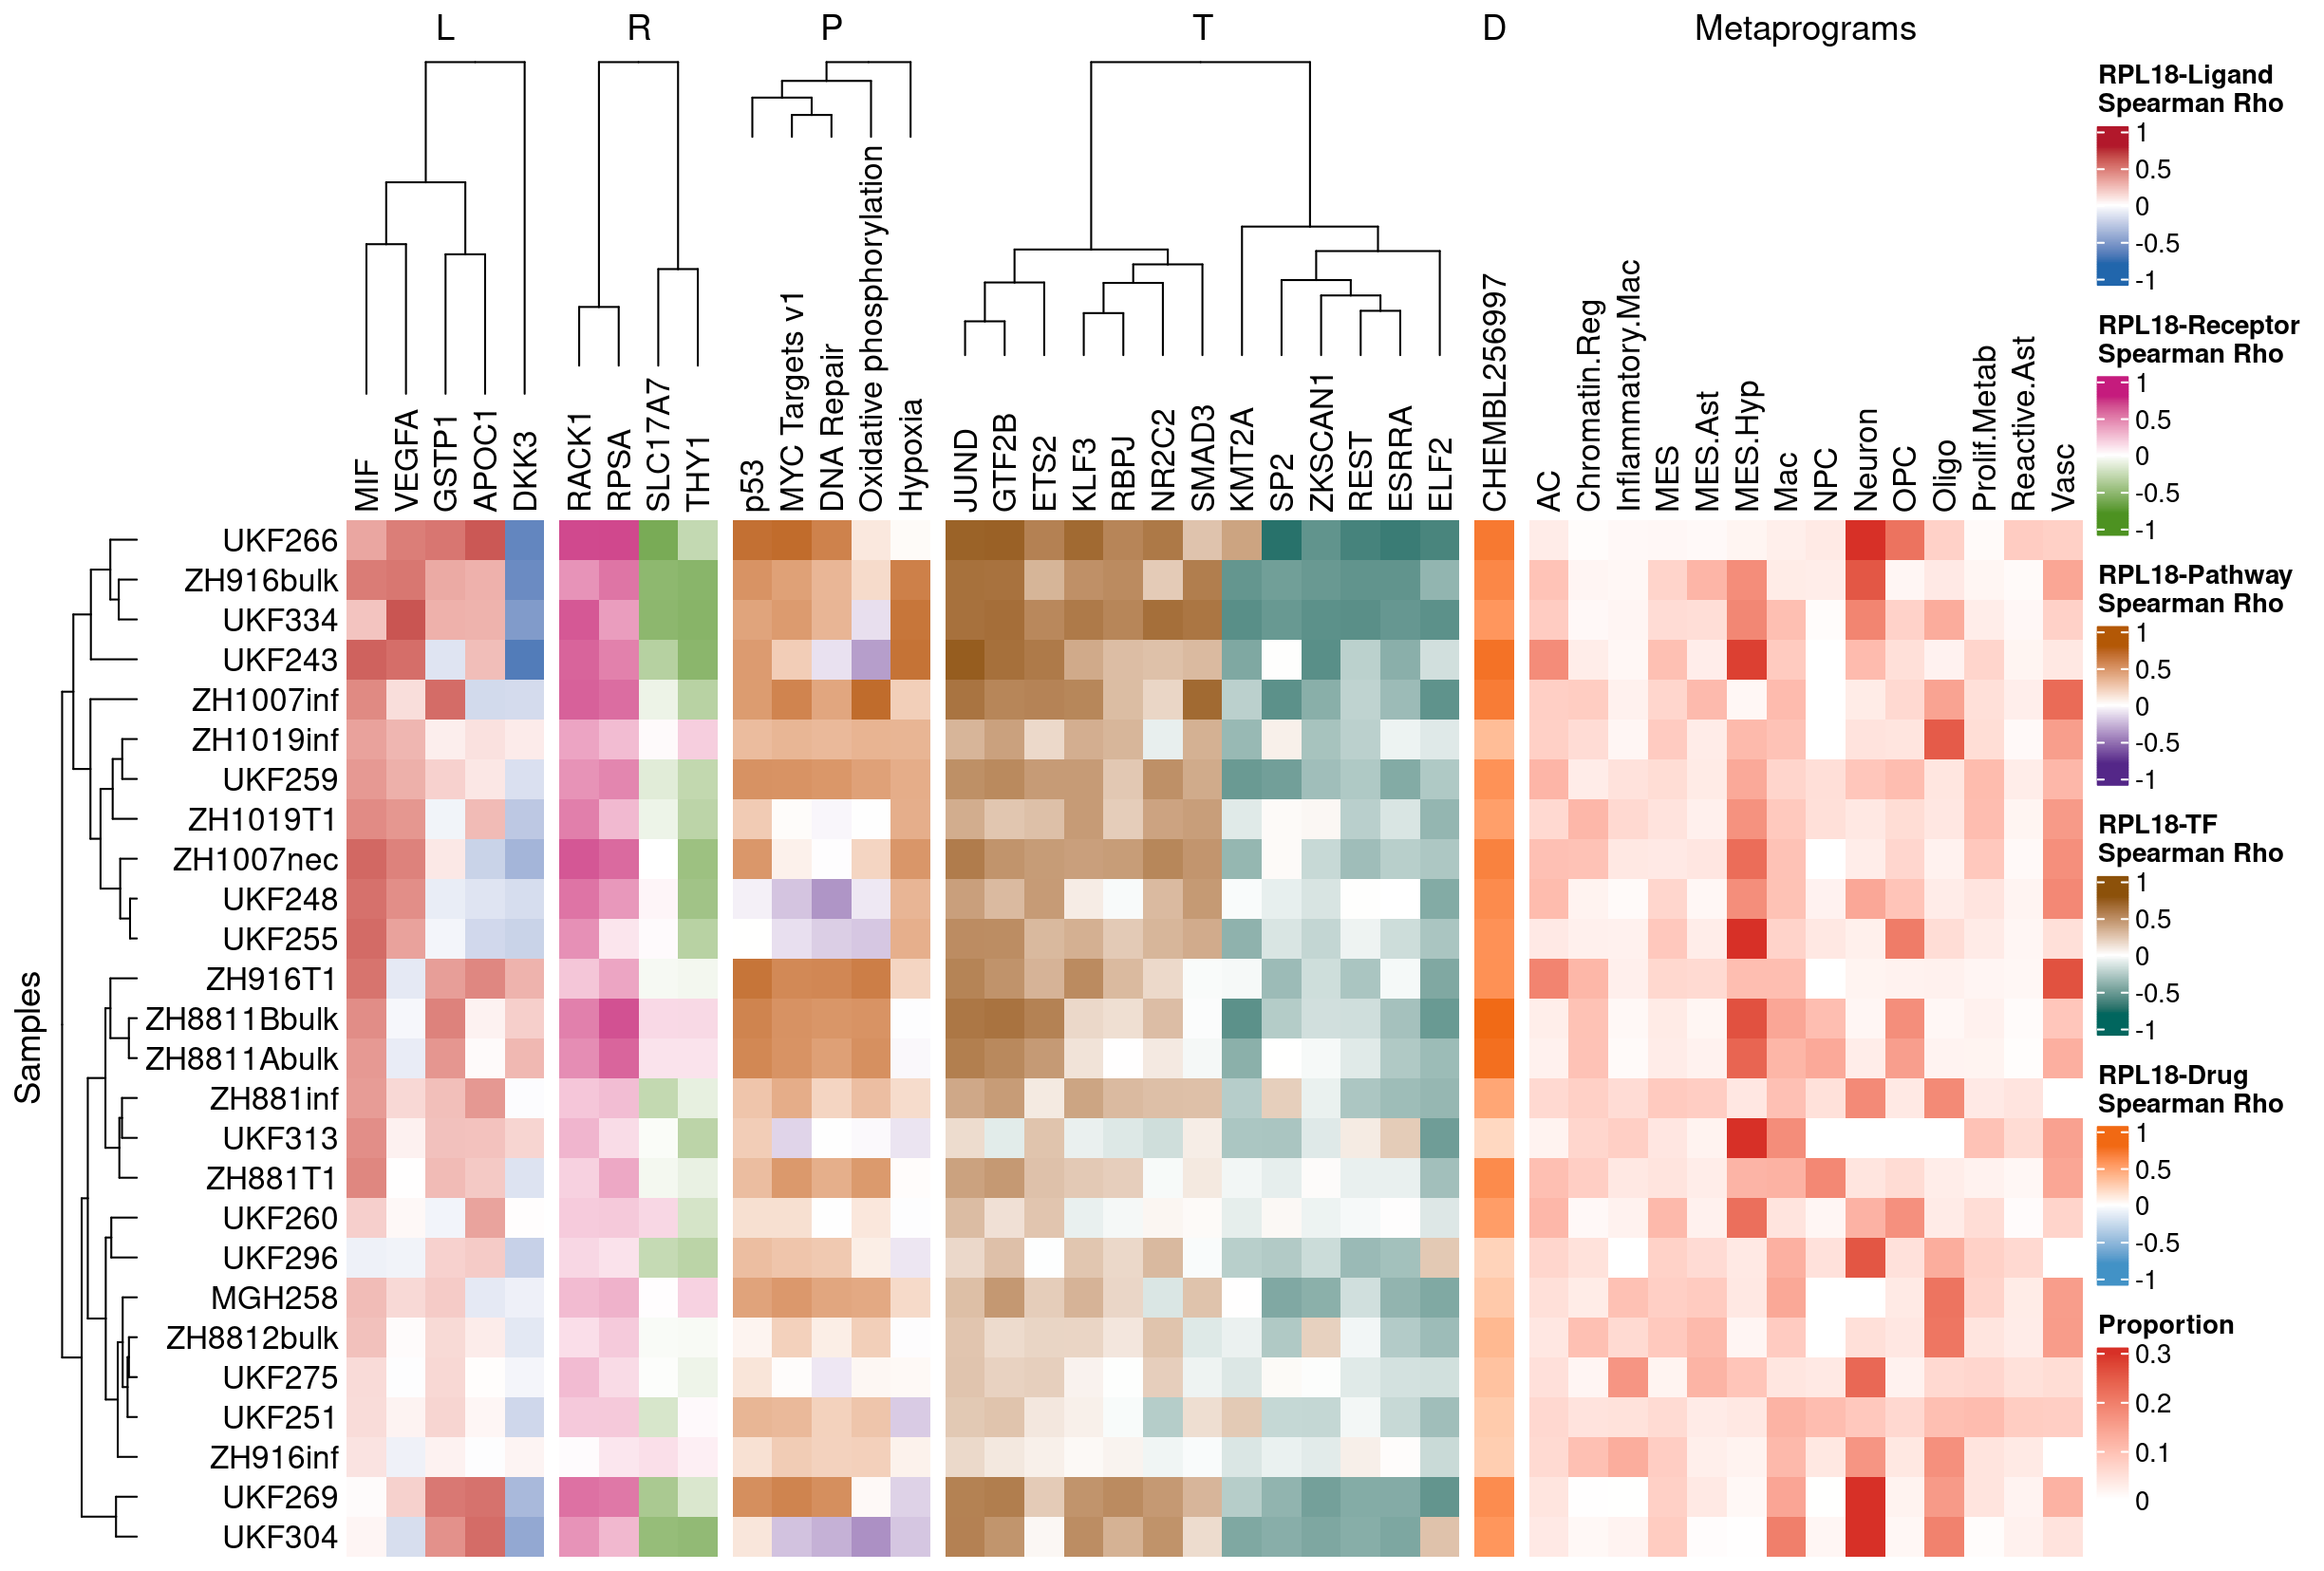 L R P T D Metaprograms
MIF
VEGFA
GSTP1
APOC1
DKK3
RACK1
RPSA
SLC17A7
THY1
p53
MYC Targets v1
DNA Repair
Oxidative phosphorylation
Hypoxia
JUND
GTF2B
ETS2
KLF3
RBPJ
NR2C2
SMAD3
KMT2A
SP2
ZKSCAN1
REST
ESRRA
ELF2
CHEMBL256997
AC
Chromatin.Reg
Inflammatory.Mac
MES
MES.Ast
MES.Hyp
Mac
NPC
Neuron
OPC
Oligo
Prolif.Metab
Reactive.Ast
Vasc
Samples
UKF266
ZH916bulk
UKF334
UKF243
ZH1007inf
ZH1019inf
UKF259
ZH1019T1
ZH1007nec
UKF248
UKF255
ZH916T1
ZH8811Bbulk
ZH8811Abulk
ZH881inf
UKF313
ZH881T1
UKF260
UKF296
MGH258
ZH8812bulk
UKF275
UKF251
ZH916inf
UKF269
UKF304
RPL18-Ligand
Spearman Rho
1
0.5
0
-0.5
-1
RPL18-Receptor
Spearman Rho
1
0.5
0
-0.5
-1
RPL18-Pathway
Spearman Rho
1
0.5
0
-0.5
-1
RPL18-TF
Spearman Rho
1
0.5
0
-0.5
-1
RPL18-Drug
Spearman Rho
1
0.5
0
-0.5
-1
Proportion
0.3
0.2
0.1
0